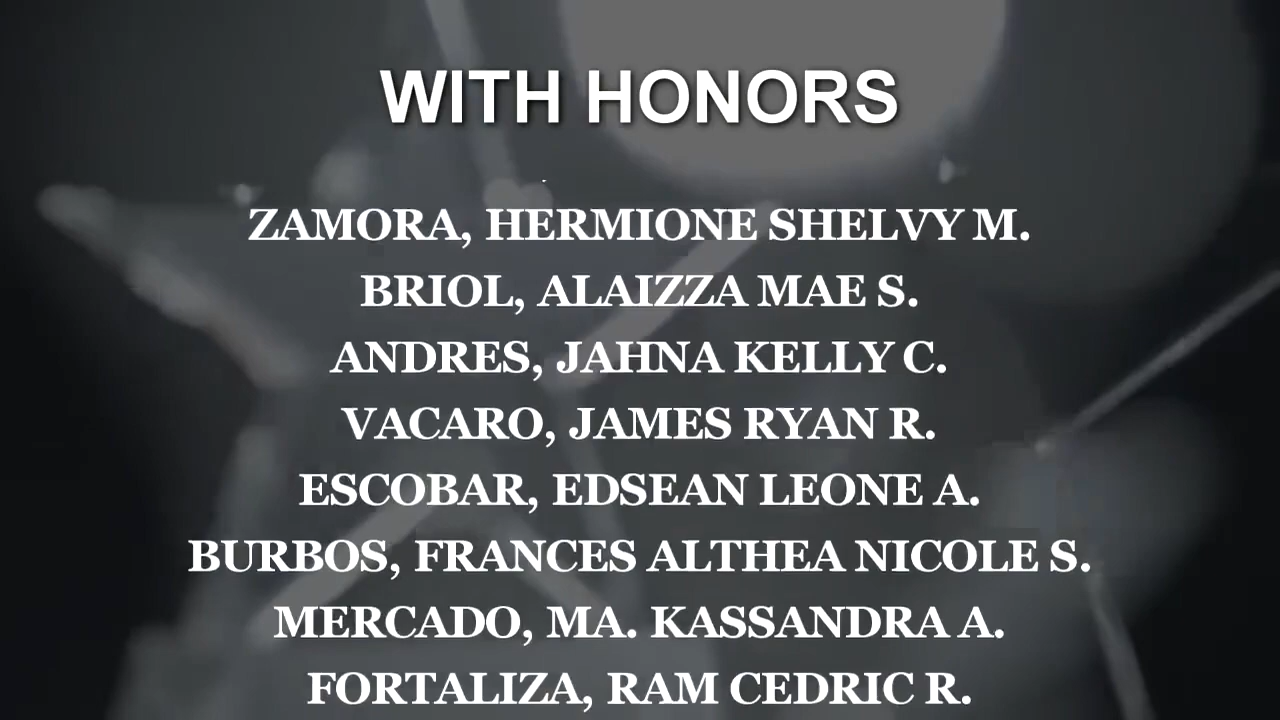 WITH HONORS
ZAMORA, HERMIONE SHELVY M.
BRIOL, ALAIZZA MAE S.
ANDRES, JAHNA KELLY C.
VACARO, JAMES RYAN R.
ESCOBAR, EDSEAN LEONE A.
BURBOS, FRANCES ALTHEA NICOLE S.
MERCADO, MA. KASSANDRA A.
FORTALIZA, RAM CEDRIC R.